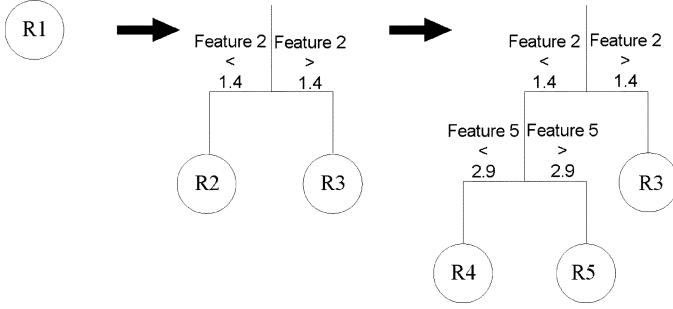 R1
Feature 2 Feature 2
< >
1.4 1.4
R2 R3
Feature 2 Feature 2
< >
1.4 1.4
Feature 5 Feature 5
< >
2.9 2.9
R3
R4 R5